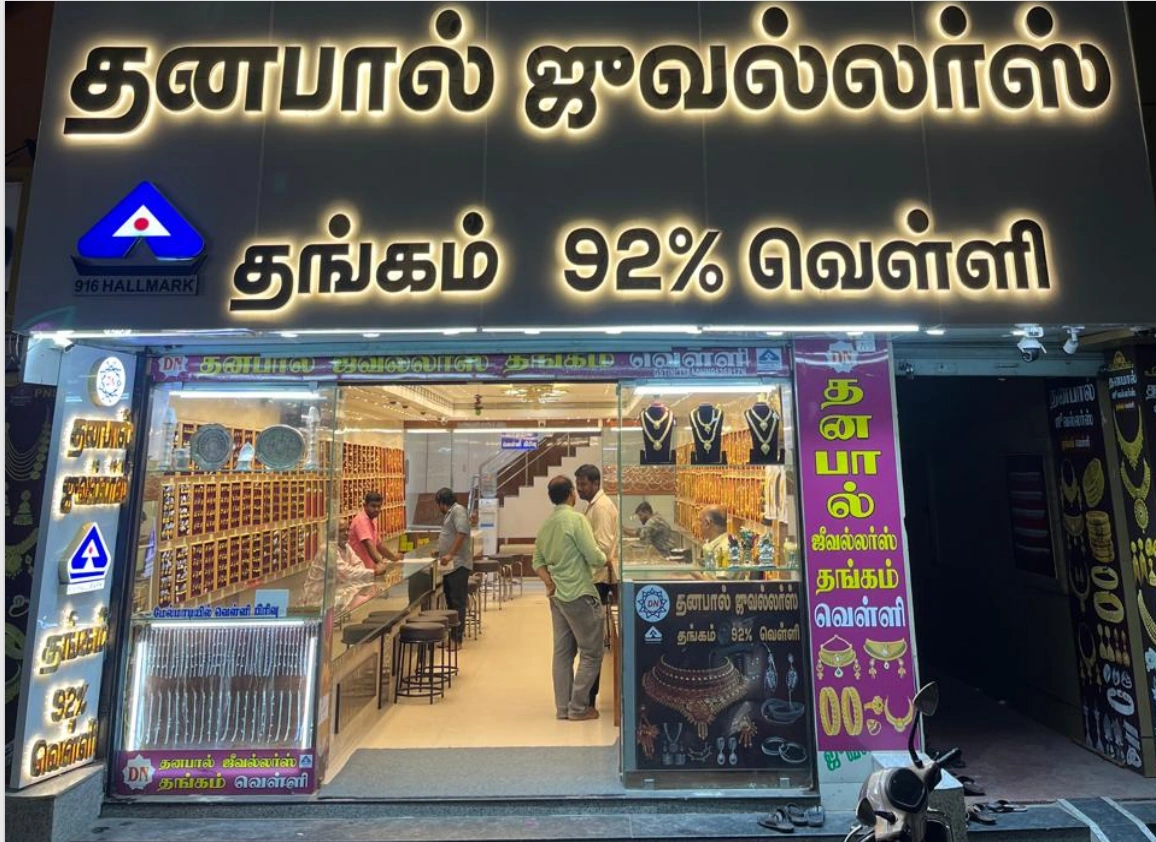 தனபால் ஜுவல்லர்ஸ்
916 HALLMARK
தங்கம் 92% வெள்ளி
DN தனபால் ஜுவல்லர்ஸ் தங்கம் வெள்ளி
DN
தனபால்
ஜுவல்லர்ஸ்
தங்கம்
92%
வெள்ளி
மேல்மாடியில் வெள்ளி பிரிவு
DN
தனபால் ஜீவல்லர்ஸ்
தங்கம் வெள்ளி
DN
தனபால் ஜுவல்லர்ஸ்
தங்கம் 92% வெள்ளி
DN
த
ன
பா
ல்
ஜீவல்லர்ஸ்
தங்கம்
வெள்ளி
தனபால்